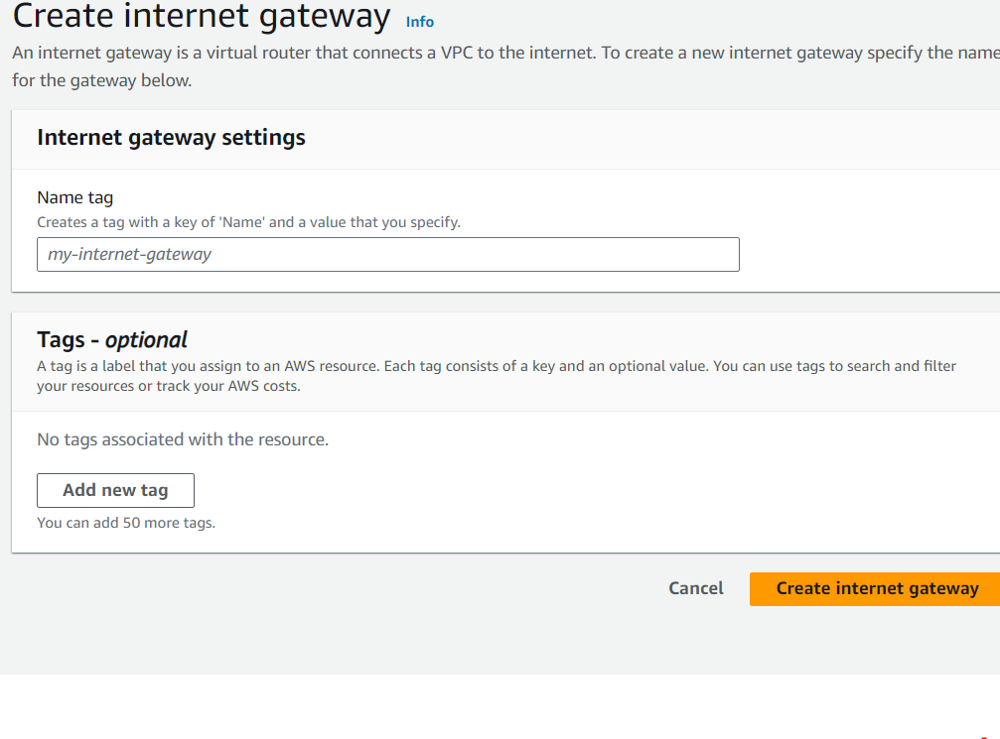 Create internet gateway Info
An internet gateway is a virtual router that connects a VPC to the internet. To create a new internet gateway specify the name
for the gateway below.
Internet gateway settings
Name tag
Creates a tag with a key of 'Name' and a value that you specify.
my-internet-gateway
Tags - optional
A tag is a label that you assign to an AWS resource. Each tag consists of a key and an optional value. You can use tags to search and filter
your resources or track your AWS costs.
No tags associated with the resource.
Add new tag
You can add 50 more tags.
Cancel Create internet gateway